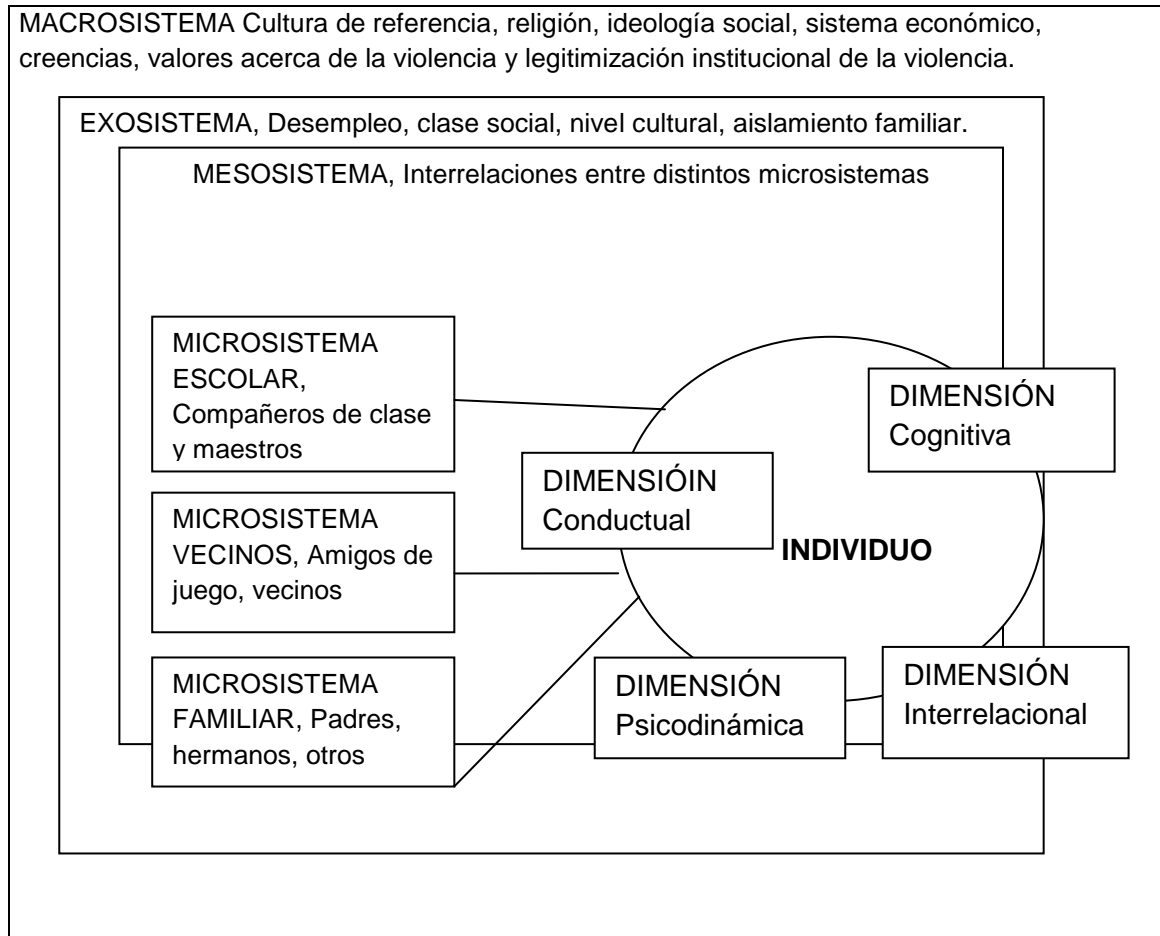 MACROSISTEMA Cultura de referencia, religión, ideología social, sistema económico,
creencias, valores acerca de la violencia y legitimización institucional de la violencia.
EXOSISTEMA, Desempleo, clase social, nivel cultural, aislamiento familiar.
MESOSISTEMA, Interrelaciones entre distintos microsistemas
MICROSISTEMA
ESCOLAR,
Compañeros de clase
y maestros
MICROSISTEMA
VECINOS, Amigos de
juego, vecinos
MICROSISTEMA
FAMILIAR, Padres,
hermanos, otros
DIMENSIÓN
Cognitiva
DIMENSIÓIN
Conductual
INDIVIDUO
DIMENSIÓN
Psicodinámica
DIMENSIÓN
Interrelacional